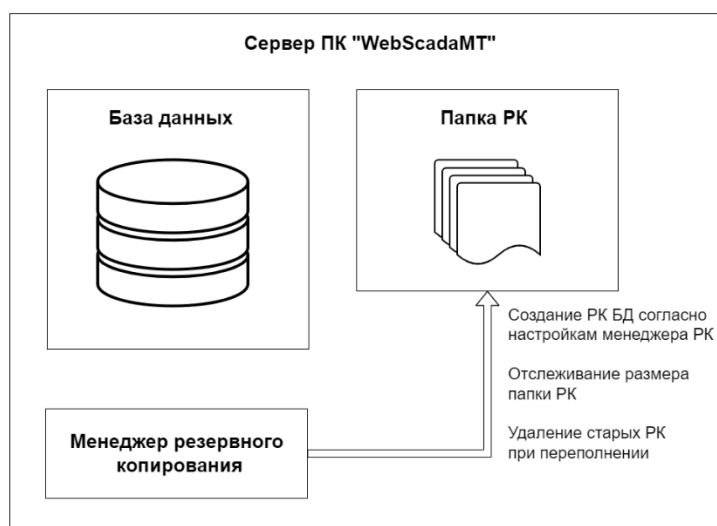 Сервер ПК "WebScadaMT"
База данных
Папка РК
Создание РК БД согласно
настройкам менеджера РК
Отслеживание размера
папки РК
Удаление старых РК
при переполнении
Менеджер резервного
копирования